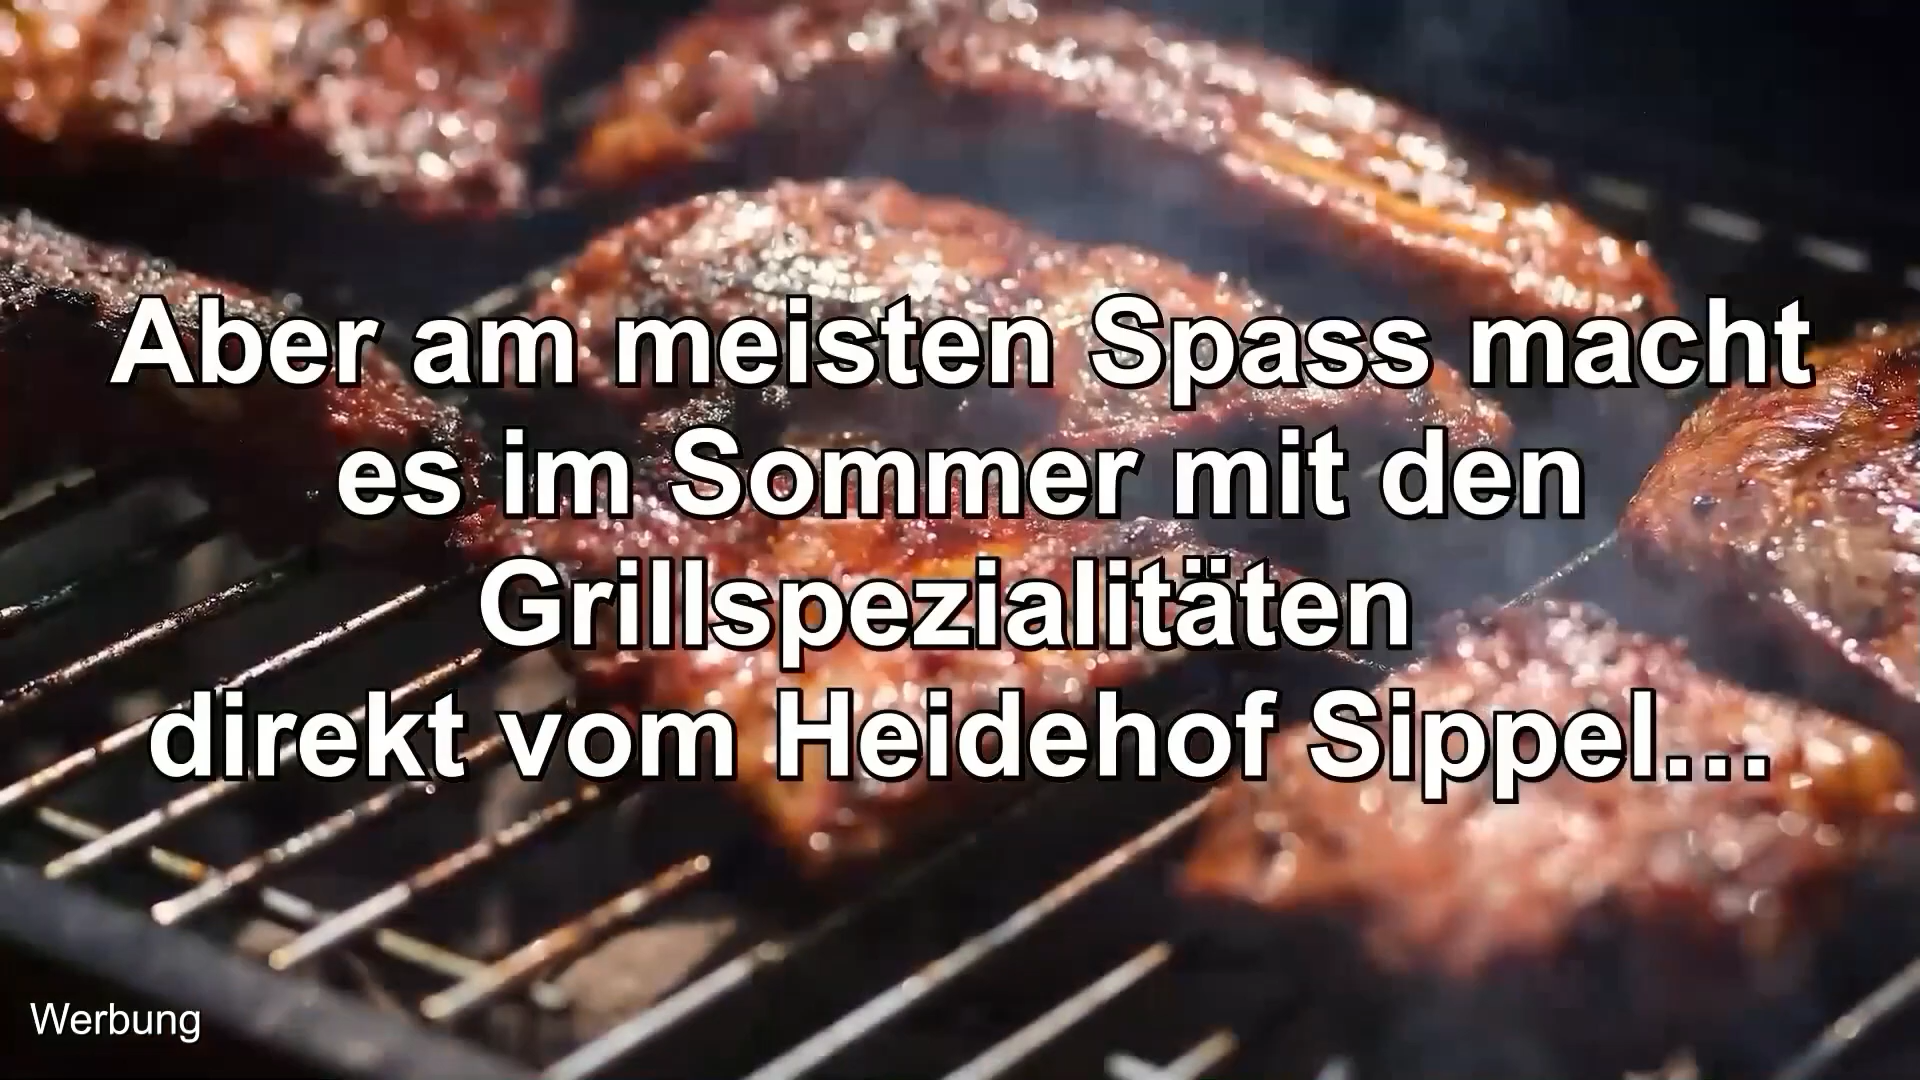 Aber am meisten Spass macht
es im Sommer mit den
Grillspezialitäten
direkt vom Heidehof Sippel...
Werbung